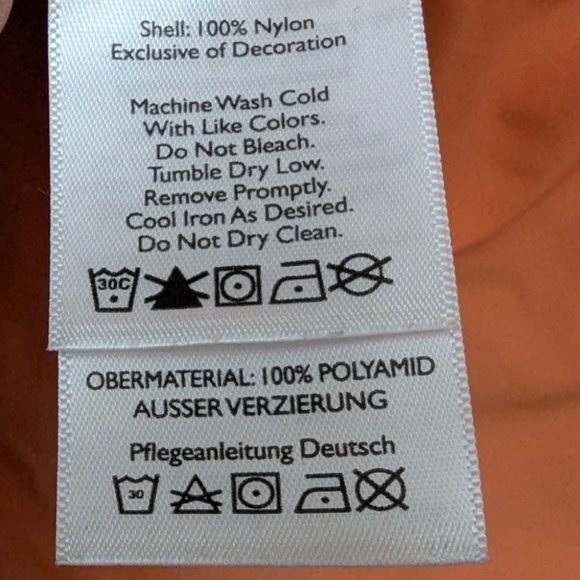 Shell: 100% Nylon
Exclusive of Decoration
Machine Wash Cold
With Like Colors.
Do Not Bleach.
Tumble Dry Low.
Remove Promptly.
Cool Iron As Desired.
Do Not Dry Clean.
30C
OBERMATERIAL: 100% POLYAMID
AUSSER VERZIERUNG
Pflegeanleitung Deutsch
30